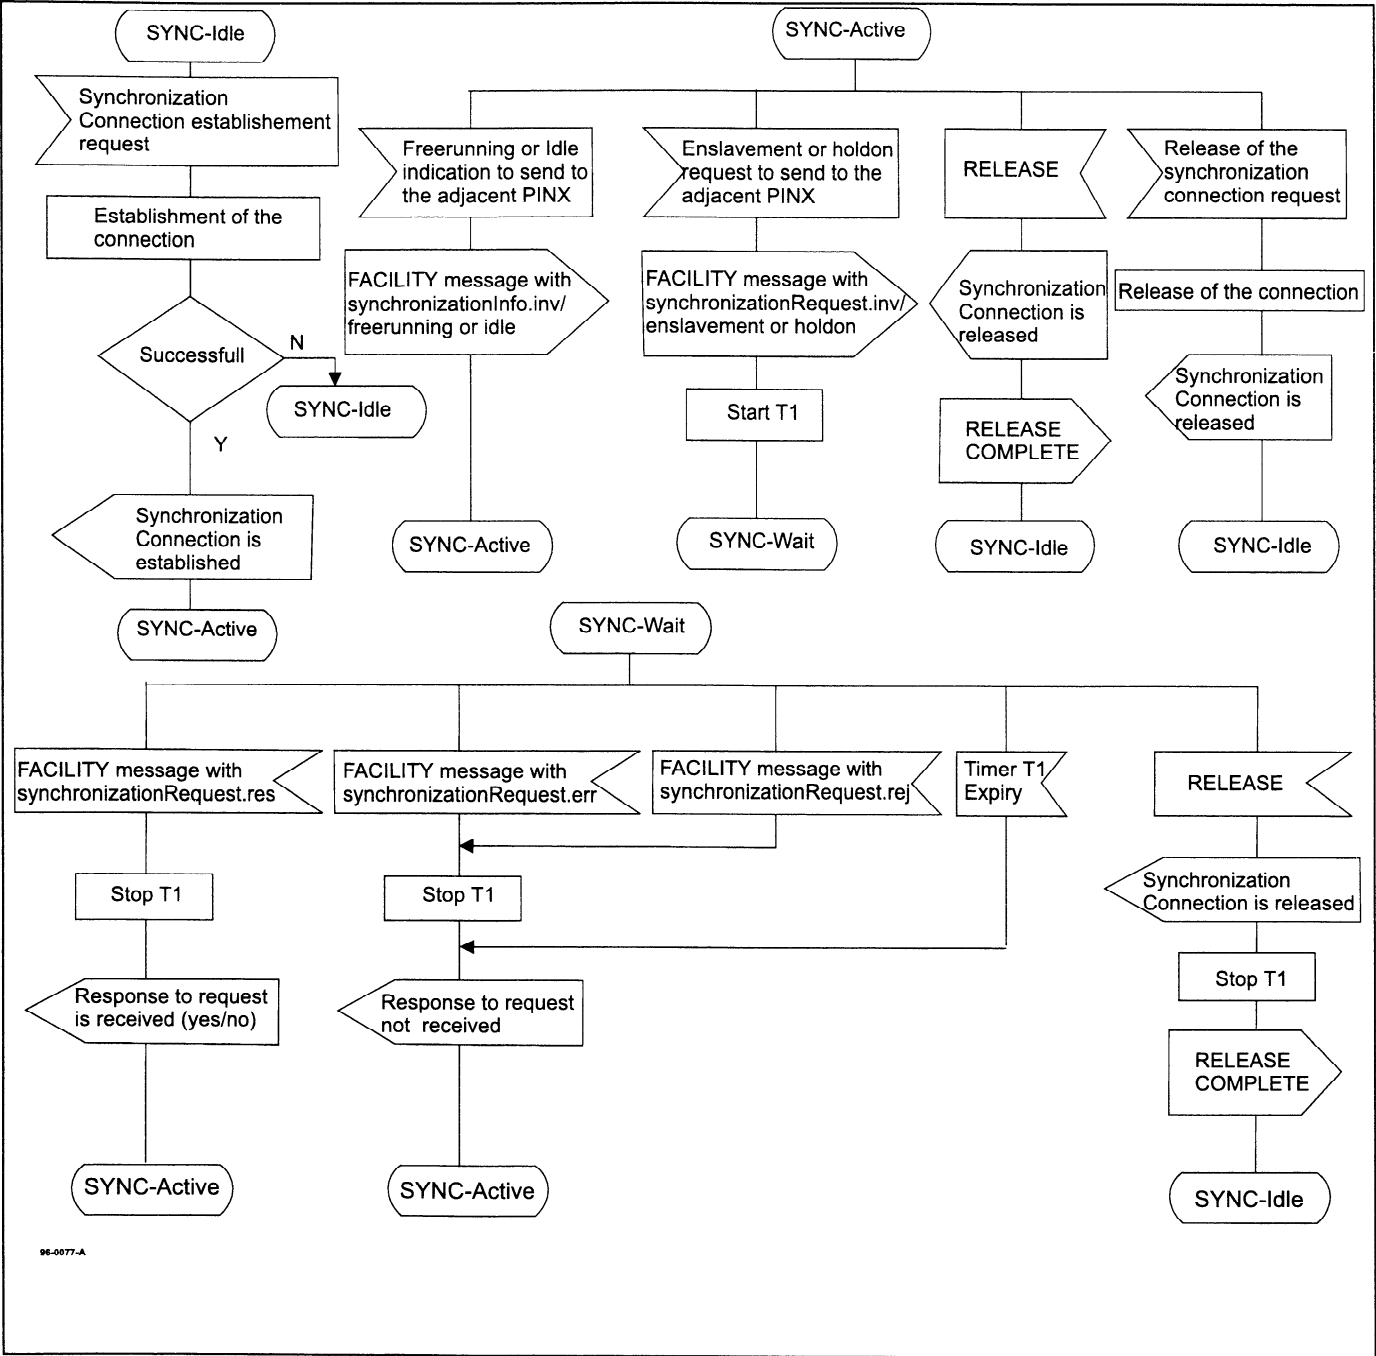 SYNC-Idle
Synchronization
Connection establishement
request
Establishment of the
connection
Successfull
N
SYNC-Idle
Y
Synchronization
Connection is
established
SYNC-Active
SYNC-Active
Freerunning or Idle
indication to send to
the adjacent PINX
FACILITY message with
synchronizationInfo.inv/
freerunning or idle
SYNC-Active
Enslavement or holdon
request to send to the
adjacent PINX
FACILITY message with
synchronizationRequest.inv/
enslavement or holdon
Start T1
SYNC-Wait
RELEASE
Synchronization
Connection is
released
RELEASE
COMPLETE
SYNC-Idle
Release of the
synchronization
connection request
Release of the connection
Synchronization
Connection is
released
SYNC-Idle
SYNC-Wait
FACILITY message with
synchronizationRequest.res
Stop T1
Response to request
is received (yes/no)
SYNC-Active
FACILITY message with
synchronizationRequest.err
Stop T1
Response to request
not received
SYNC-Active
FACILITY message with
synchronizationRequest.rej
Timer T1
Expiry
RELEASE
Synchronization
Connection is released
Stop T1
RELEASE
COMPLETE
SYNC-Idle
96-0077-A